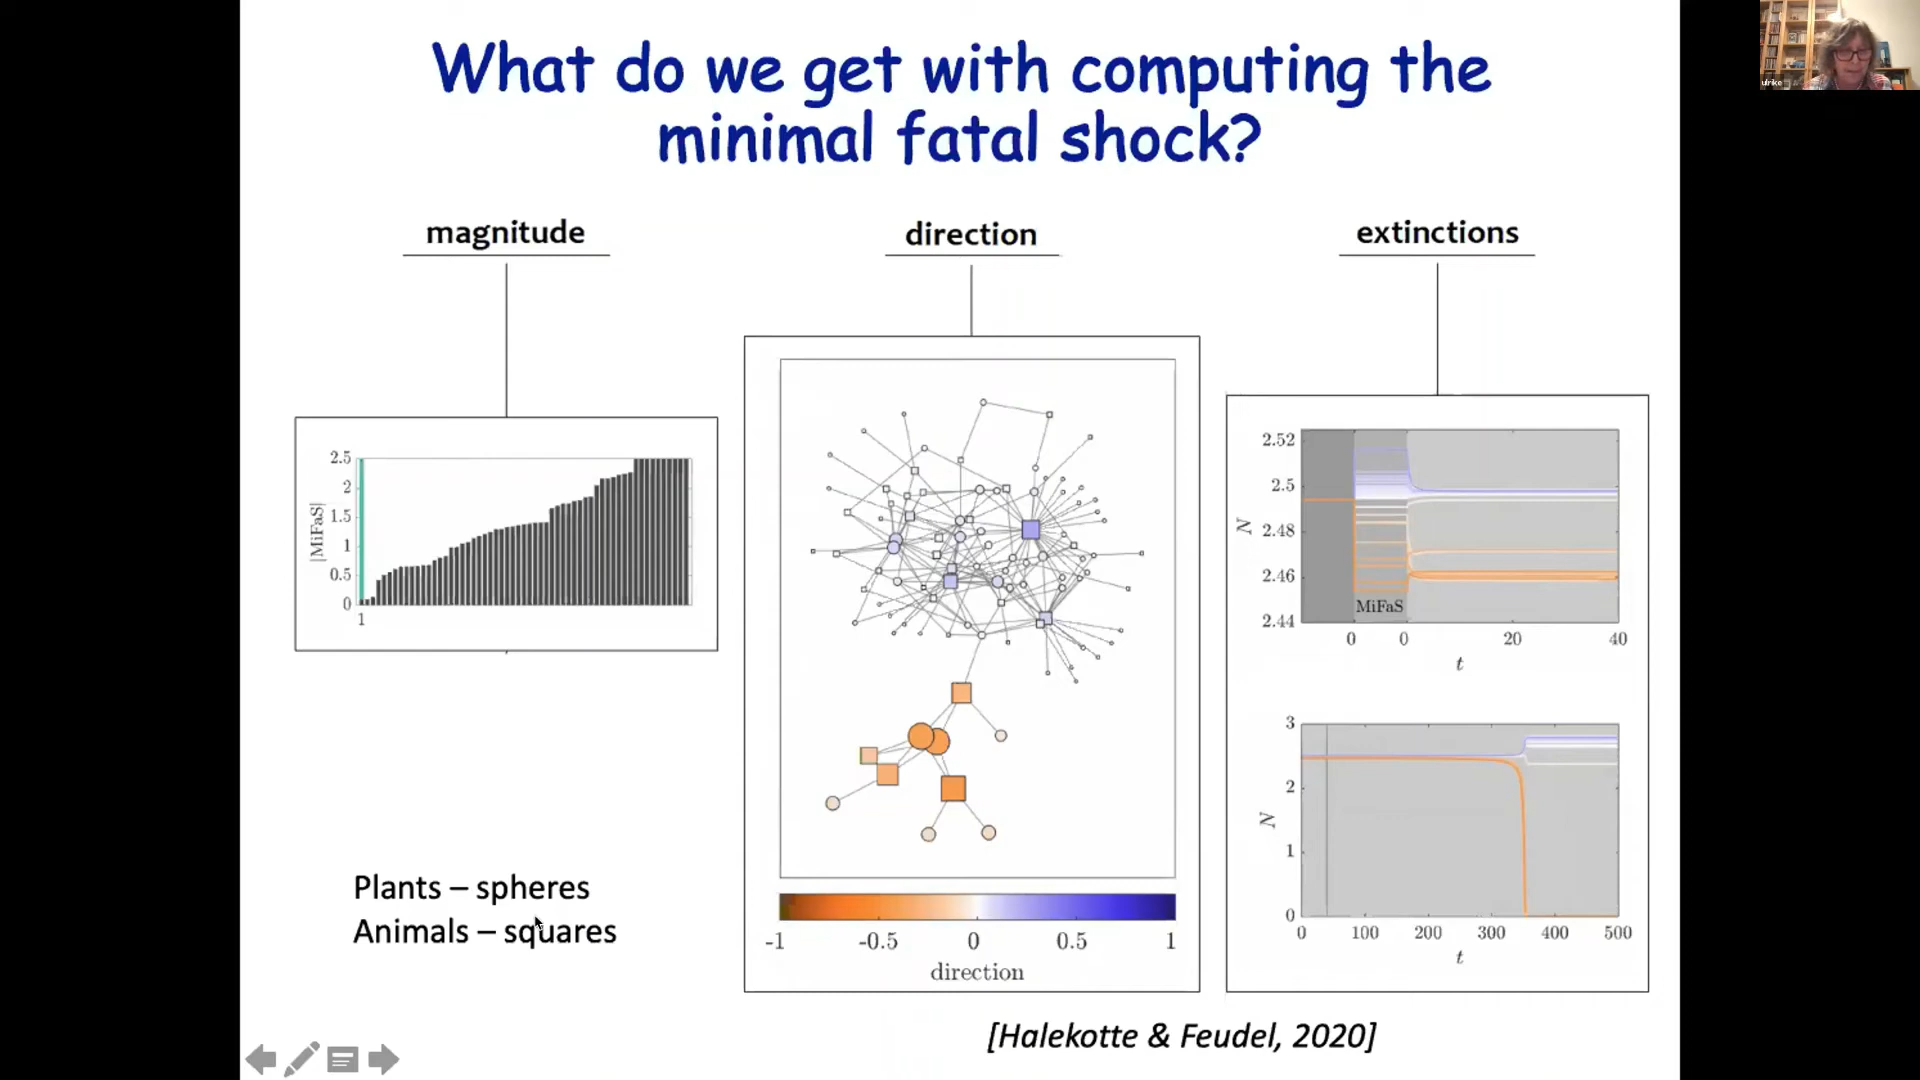 What do we get with computing the
minimal fatal shock?
ulrike
magnitude
direction
extinctions
2.5
2
1.5
1
0.5
0
|MiFaS|
1
-1
-0.5
0
0.5
1
direction
2.52
2.5
2.48
2.46
2.44
N
MiFaS
0
0
20
40
t
3
2
1
0
N
0
100
200
300
400
500
t
Plants – spheres
Animals – squares
[Halekotte & Feudel, 2020]